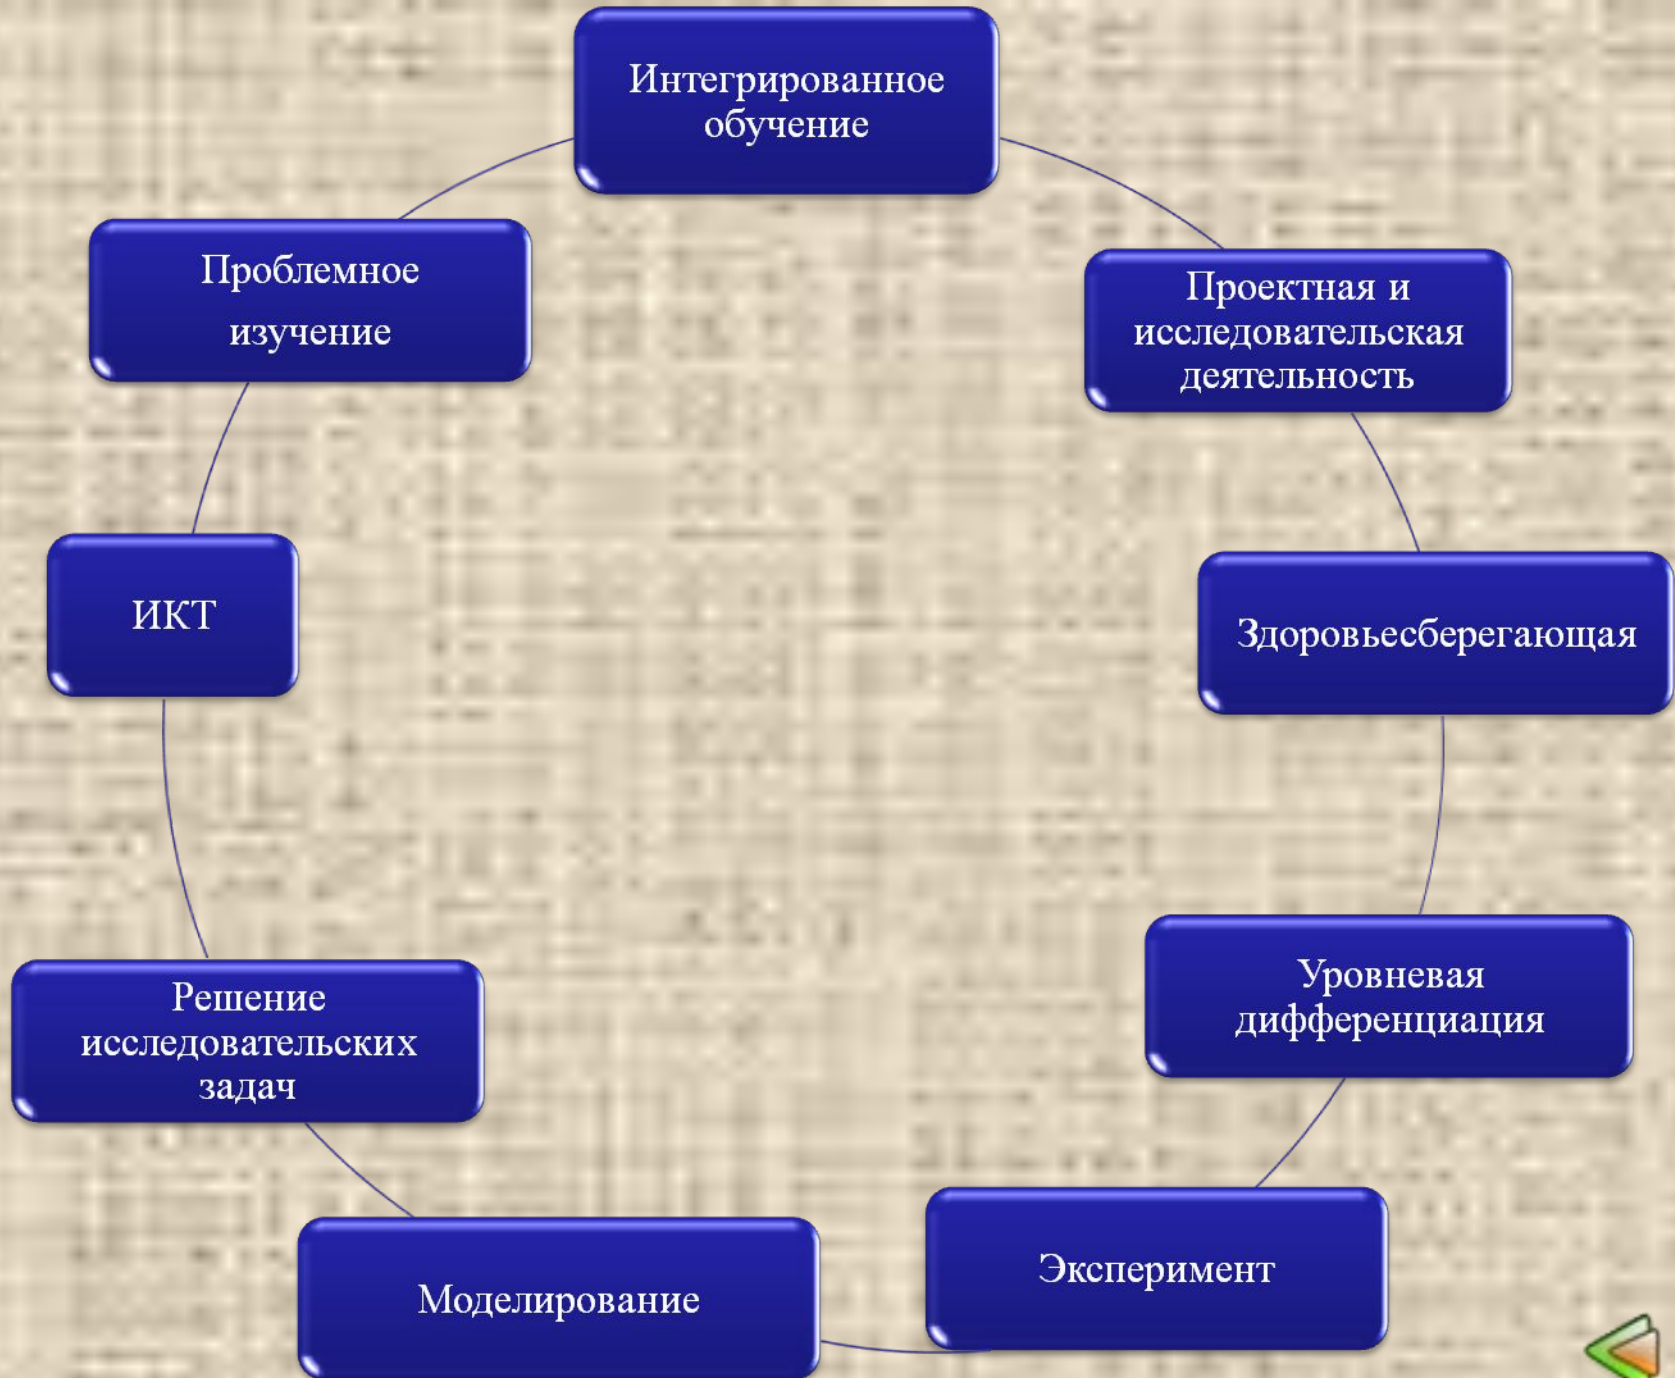 Интегрированное
обучение
Проектная и
исследовательская
деятельность
Здоровьесберегающая
Уровневая
дифференциация
Эксперимент
Моделирование
Решение
исследовательских
задач
ИКТ
Проблемное
изучение